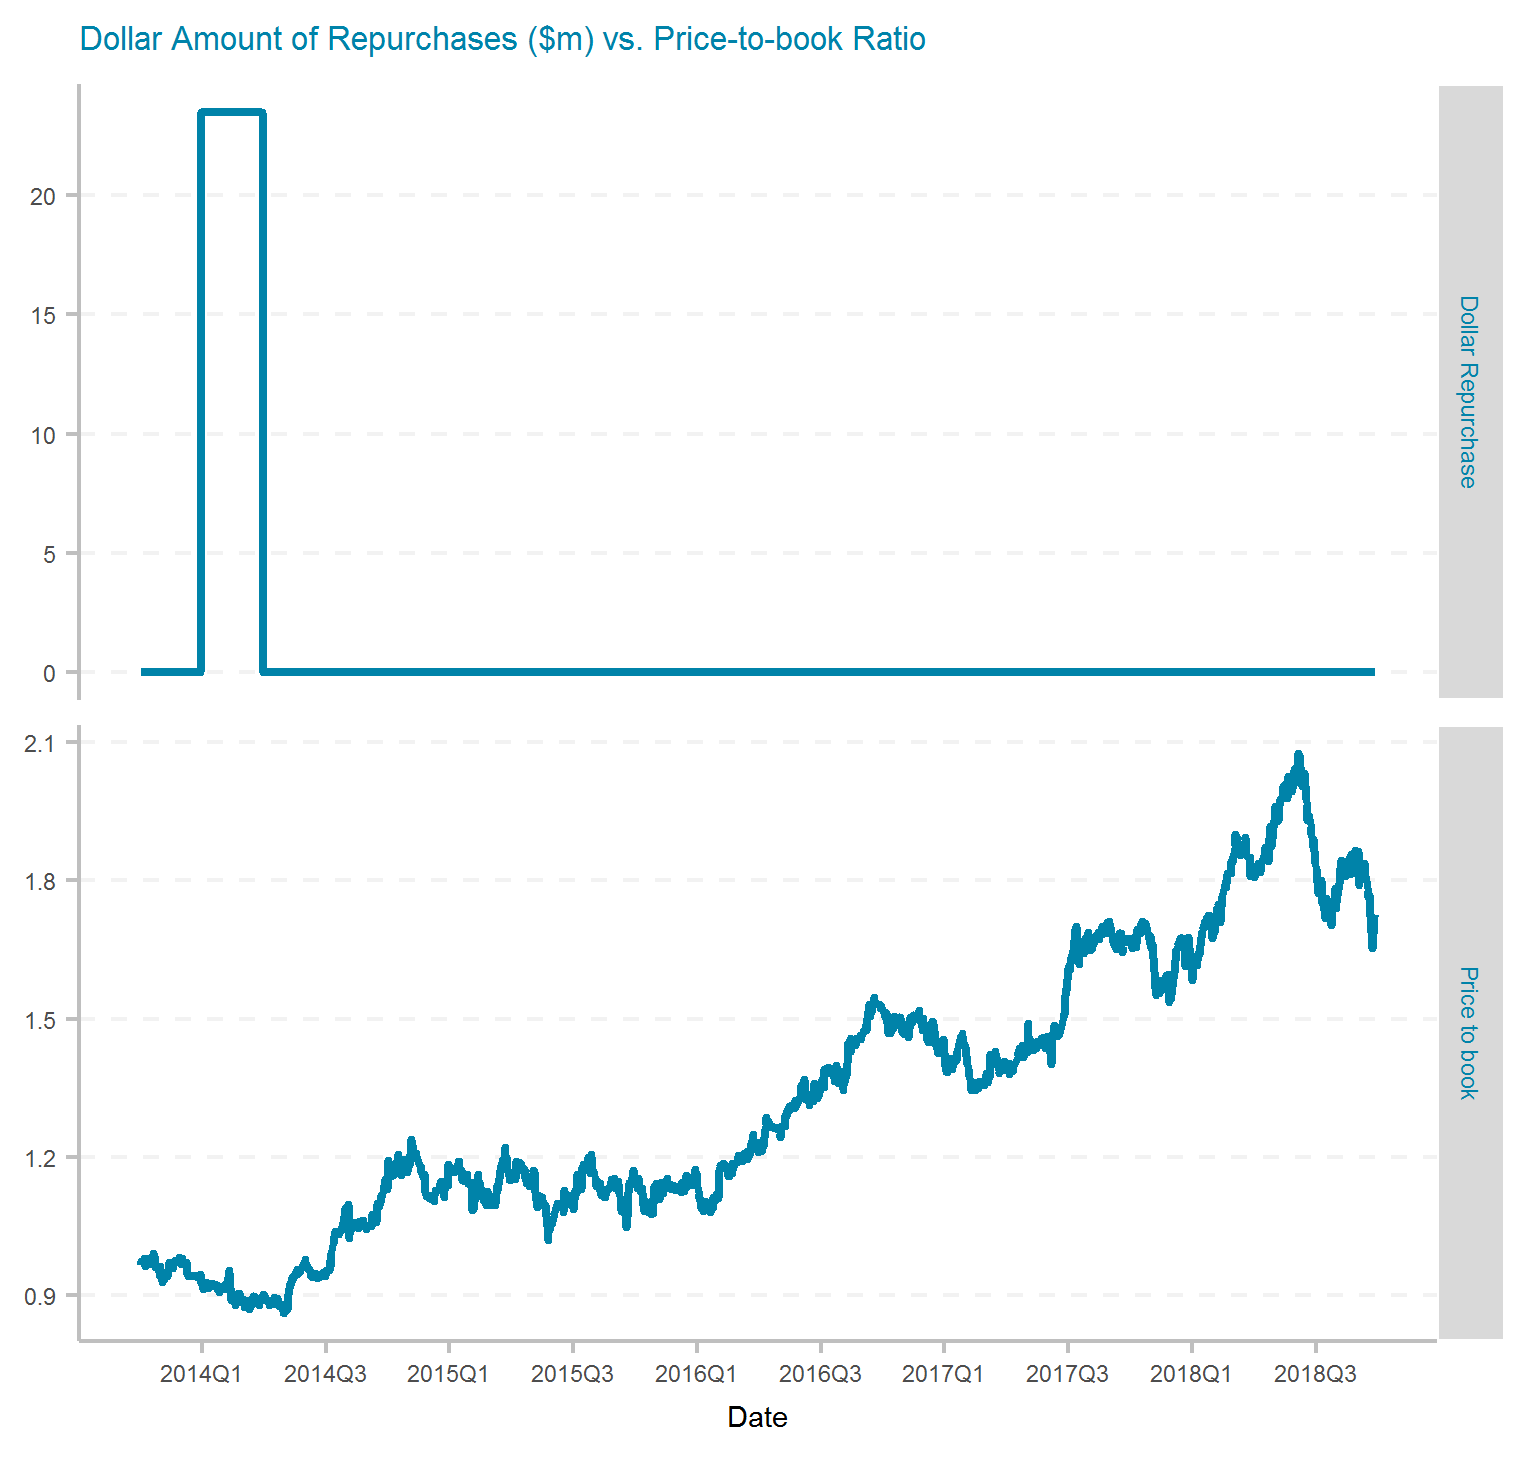 Dollar Amount of Repurchases ($m) vs. Price-to-book Ratio
20
15
10
5
0
Dollar Repurchase
2.1
1.8
1.5
1.2
0.9
Price to book
2014Q1 2014Q3 2015Q1 2015Q3 2016Q1 2016Q3 2017Q1 2017Q3 2018Q1 2018Q3
Date